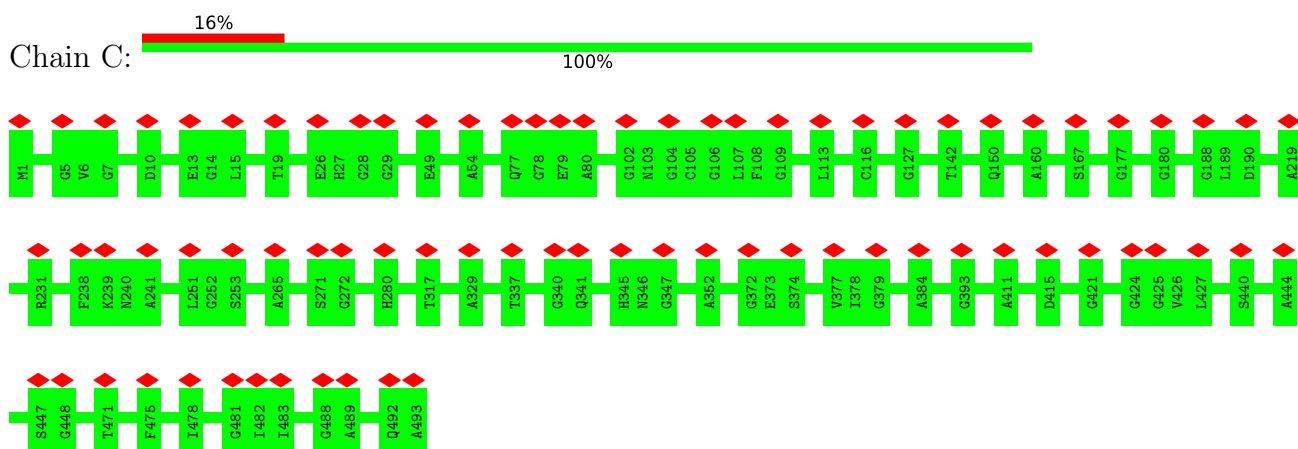 16%
Chain C:
100%
M1 G5 V6 G7 D10 E13 G14 L15 T19 E26 H27 G28 G29 E49 A54 Q77 G78 E79 A80 G102 N103 G104 C105 G106 L107 F108 G109 L113 C116 G127 T142 Q150 A160 S167 G177 G180 G188 L189 D190 A219
R231 F238 K239 N240 A241 L251 G252 S253 A265 S271 G272 H280 T317 A329 T337 G340 Q341 H345 N346 G347 A352 G372 E373 S374 V377 I378 G379 A384 G393 A411 D415 G421 G424 G425 V426 L427 S440 A444
S447 G448 T471 F475 I478 G481 I482 I483 G488 A489 Q492 A493